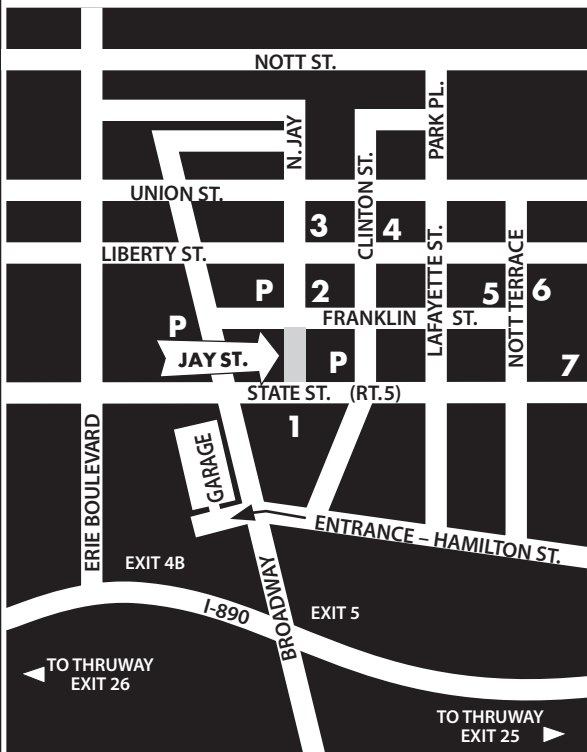 NOTT ST.
N. JAY
CLINTON ST.
PARK PL.
UNION ST.
3
4
LIBERTY ST.
LAFAYETTE ST.
NOTT TERRACE
P
2
5
6
FRANKLIN ST.
P
JAY ST.
P
7
STATE ST. (RT.5)
1
ERIE BOULEVARD
GARAGE
ENTRANCE – HAMILTON ST.
EXIT 4B
BROADWAY
I-890
EXIT 5
TO THRUWAY
EXIT 26
TO THRUWAY
EXIT 25